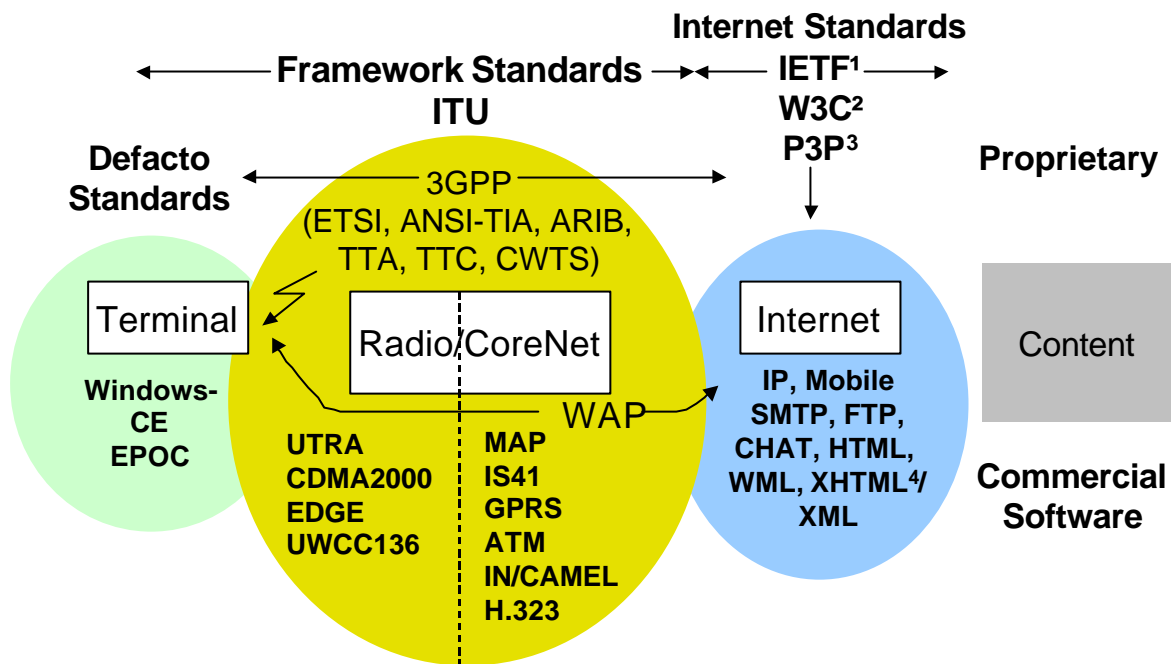 Internet Standards
Framework Standards
IETF¹
ITU
W3C²
P3P³
Defacto
Standards
Proprietary
3GPP
(ETSI, ANSI-TIA, ARIB,
TTA, TTC, CWTS)
Terminal
Radio/CoreNet
Internet
Content
Windows-
CE
EPOC
WAP
UTRA
CDMA2000
EDGE
UWCC136
MAP
IS41
GPRS
ATM
IN/CAMEL
H.323
IP, Mobile
SMTP, FTP,
CHAT, HTML,
WML, XHTML⁴/
XML
Commercial
Software